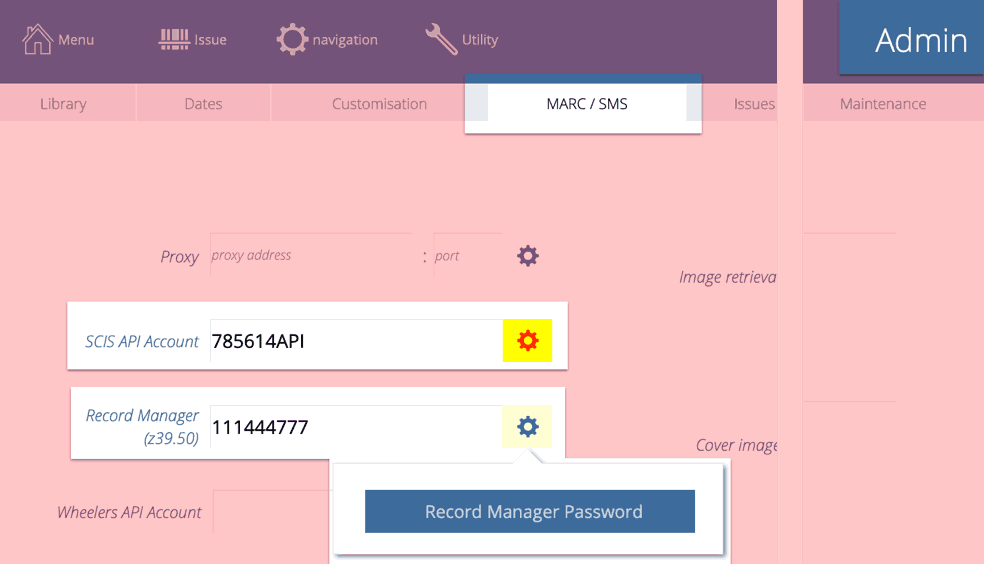 Menu
Issue
navigation
Utility
Admin
Library
Dates
Customisation
MARC / SMS
Issues
Maintenance
Proxy
proxy address
:
port
Image retrieva
SCIS API Account
785614API
Record Manager
(z39.50)
111444777
Cover image
Wheelers API Account
Record Manager Password